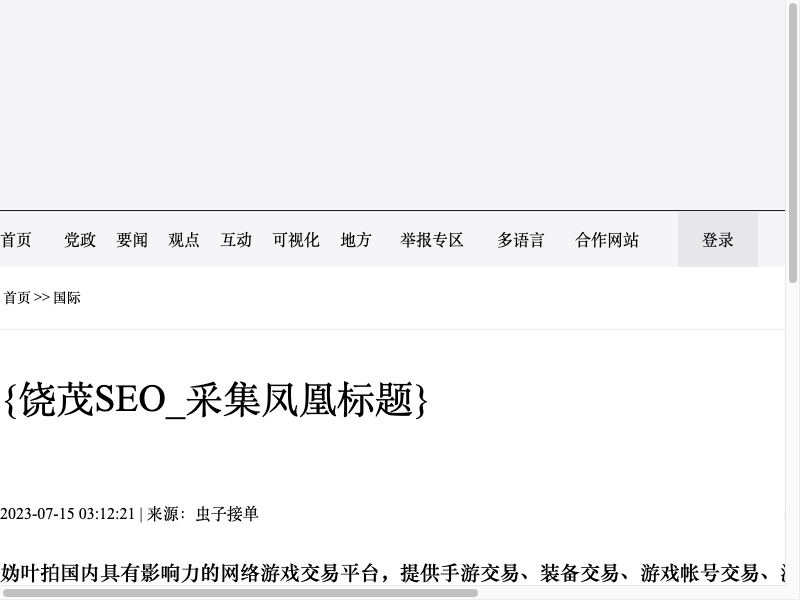 首页 党政 要闻 观点 互动 可视化 地方 举报专区 多语言 合作网站 登录
首页 >> 国际
{饶茂SEO_采集凤凰标题}
2023-07-15 03:12:21 | 来源：虫子接单
妫叶拍国内具有影响力的网络游戏交易平台，提供手游交易、装备交易、游戏帐号交易、